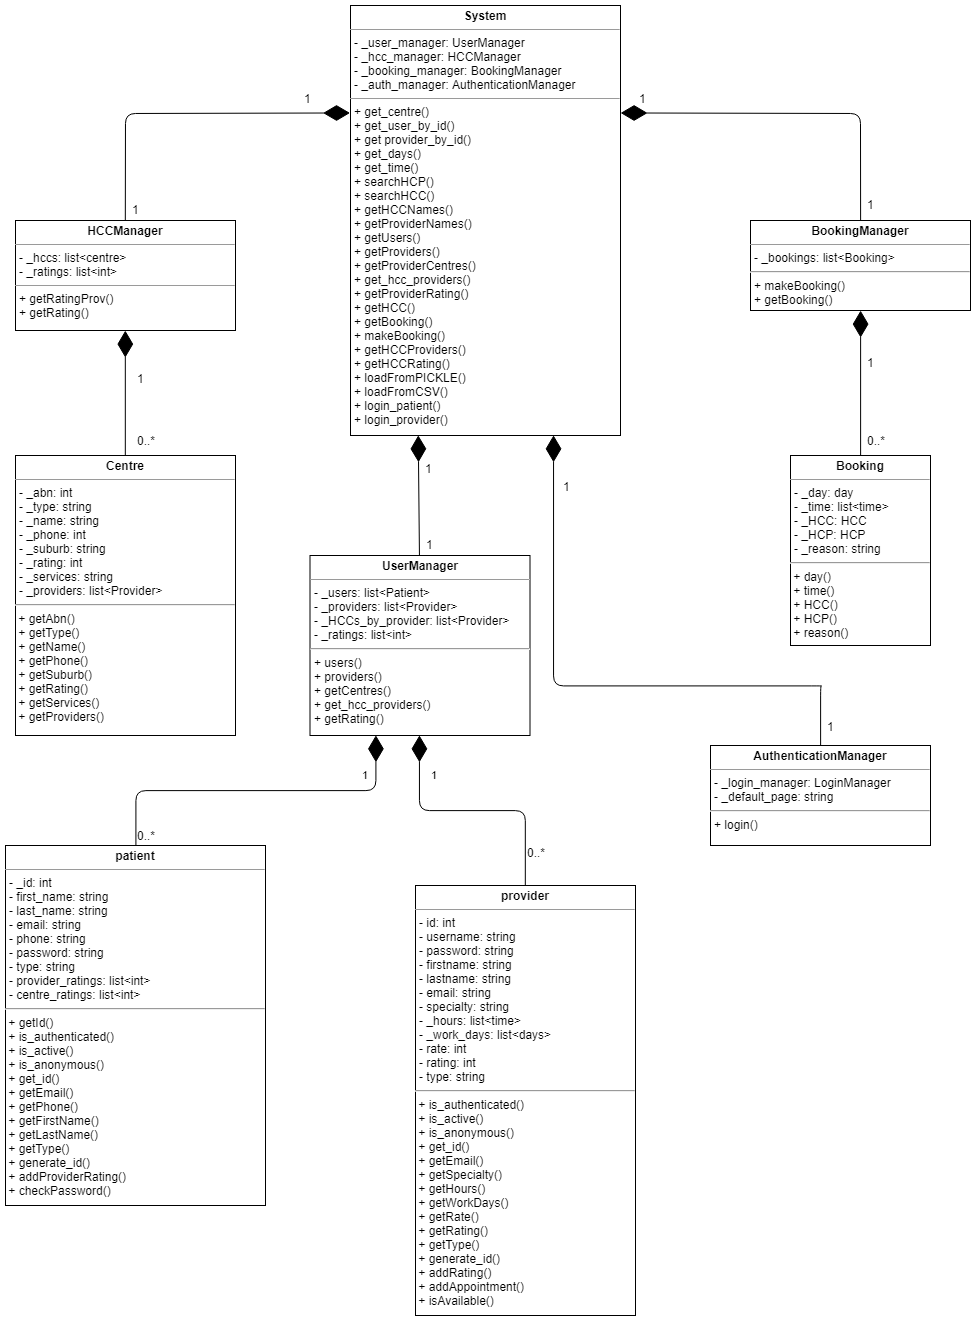 System
- _user_manager: UserManager
- _hcc_manager: HCCManager
- _booking_manager: BookingManager
- _auth_manager: AuthenticationManager
+ get_centre()
+ get_user_by_id()
+ get provider_by_id()
+ get_days()
+ get_time()
+ searchHCP()
+ searchHCC()
+ getHCCNames()
+ getProviderNames()
+ getUsers()
+ getProviders()
+ getProviderCentres()
+ get_hcc_providers()
+ getProviderRating()
+ getHCC()
+ getBooking()
+ makeBooking()
+ getHCCProviders()
+ getHCCRating()
+ loadFromPICKLE()
+ loadFromCSV()
+ login_patient()
+ login_provider()
1
1
1
1
HCCManager
- _hccs: list<centre>
- _ratings: list<int>
+ getRatingProv()
+ getRating()
BookingManager
- _bookings: list<Booking>
+ makeBooking()
+ getBooking()
1
0..*
1
0..*
Centre
- _abn: int
- _type: string
- _name: string
- _phone: int
- _suburb: string
- _rating: int
- _services: string
- _providers: list<Provider>
+ getAbn()
+ getType()
+ getName()
+ getPhone()
+ getSuburb()
+ getRating()
+ getServices()
+ getProviders()
Booking
- _day: day
- _time: list<time>
- _HCC: HCC
- _HCP: HCP
- _reason: string
+ day()
+ time()
+ HCC()
+ HCP()
+ reason()
1
1
1
1
UserManager
- _users: list<Patient>
- _providers: list<Provider>
- _HCCs_by_provider: list<Provider>
- _ratings: list<int>
+ users()
+ providers()
+ getCentres()
+ get_hcc_providers()
+ getRating()
AuthenticationManager
- _login_manager: LoginManager
- _default_page: string
+ login()
1
1
0..*
0..*
patient
- _id: int
- first_name: string
- last_name: string
- email: string
- phone: string
- password: string
- type: string
- provider_ratings: list<int>
- centre_ratings: list<int>
+ getId()
+ is_authenticated()
+ is_active()
+ is_anonymous()
+ get_id()
+ getEmail()
+ getPhone()
+ getFirstName()
+ getLastName()
+ getType()
+ generate_id()
+ addProviderRating()
+ checkPassword()
provider
- id: int
- username: string
- password: string
- firstname: string
- lastname: string
- email: string
- specialty: string
- _hours: list<time>
- _work_days: list<days>
- rate: int
- rating: int
- type: string
+ is_authenticated()
+ is_active()
+ is_anonymous()
+ get_id()
+ getEmail()
+ getSpecialty()
+ getHours()
+ getWorkDays()
+ getRate()
+ getRating()
+ getType()
+ generate_id()
+ addRating()
+ addAppointment()
+ isAvailable()